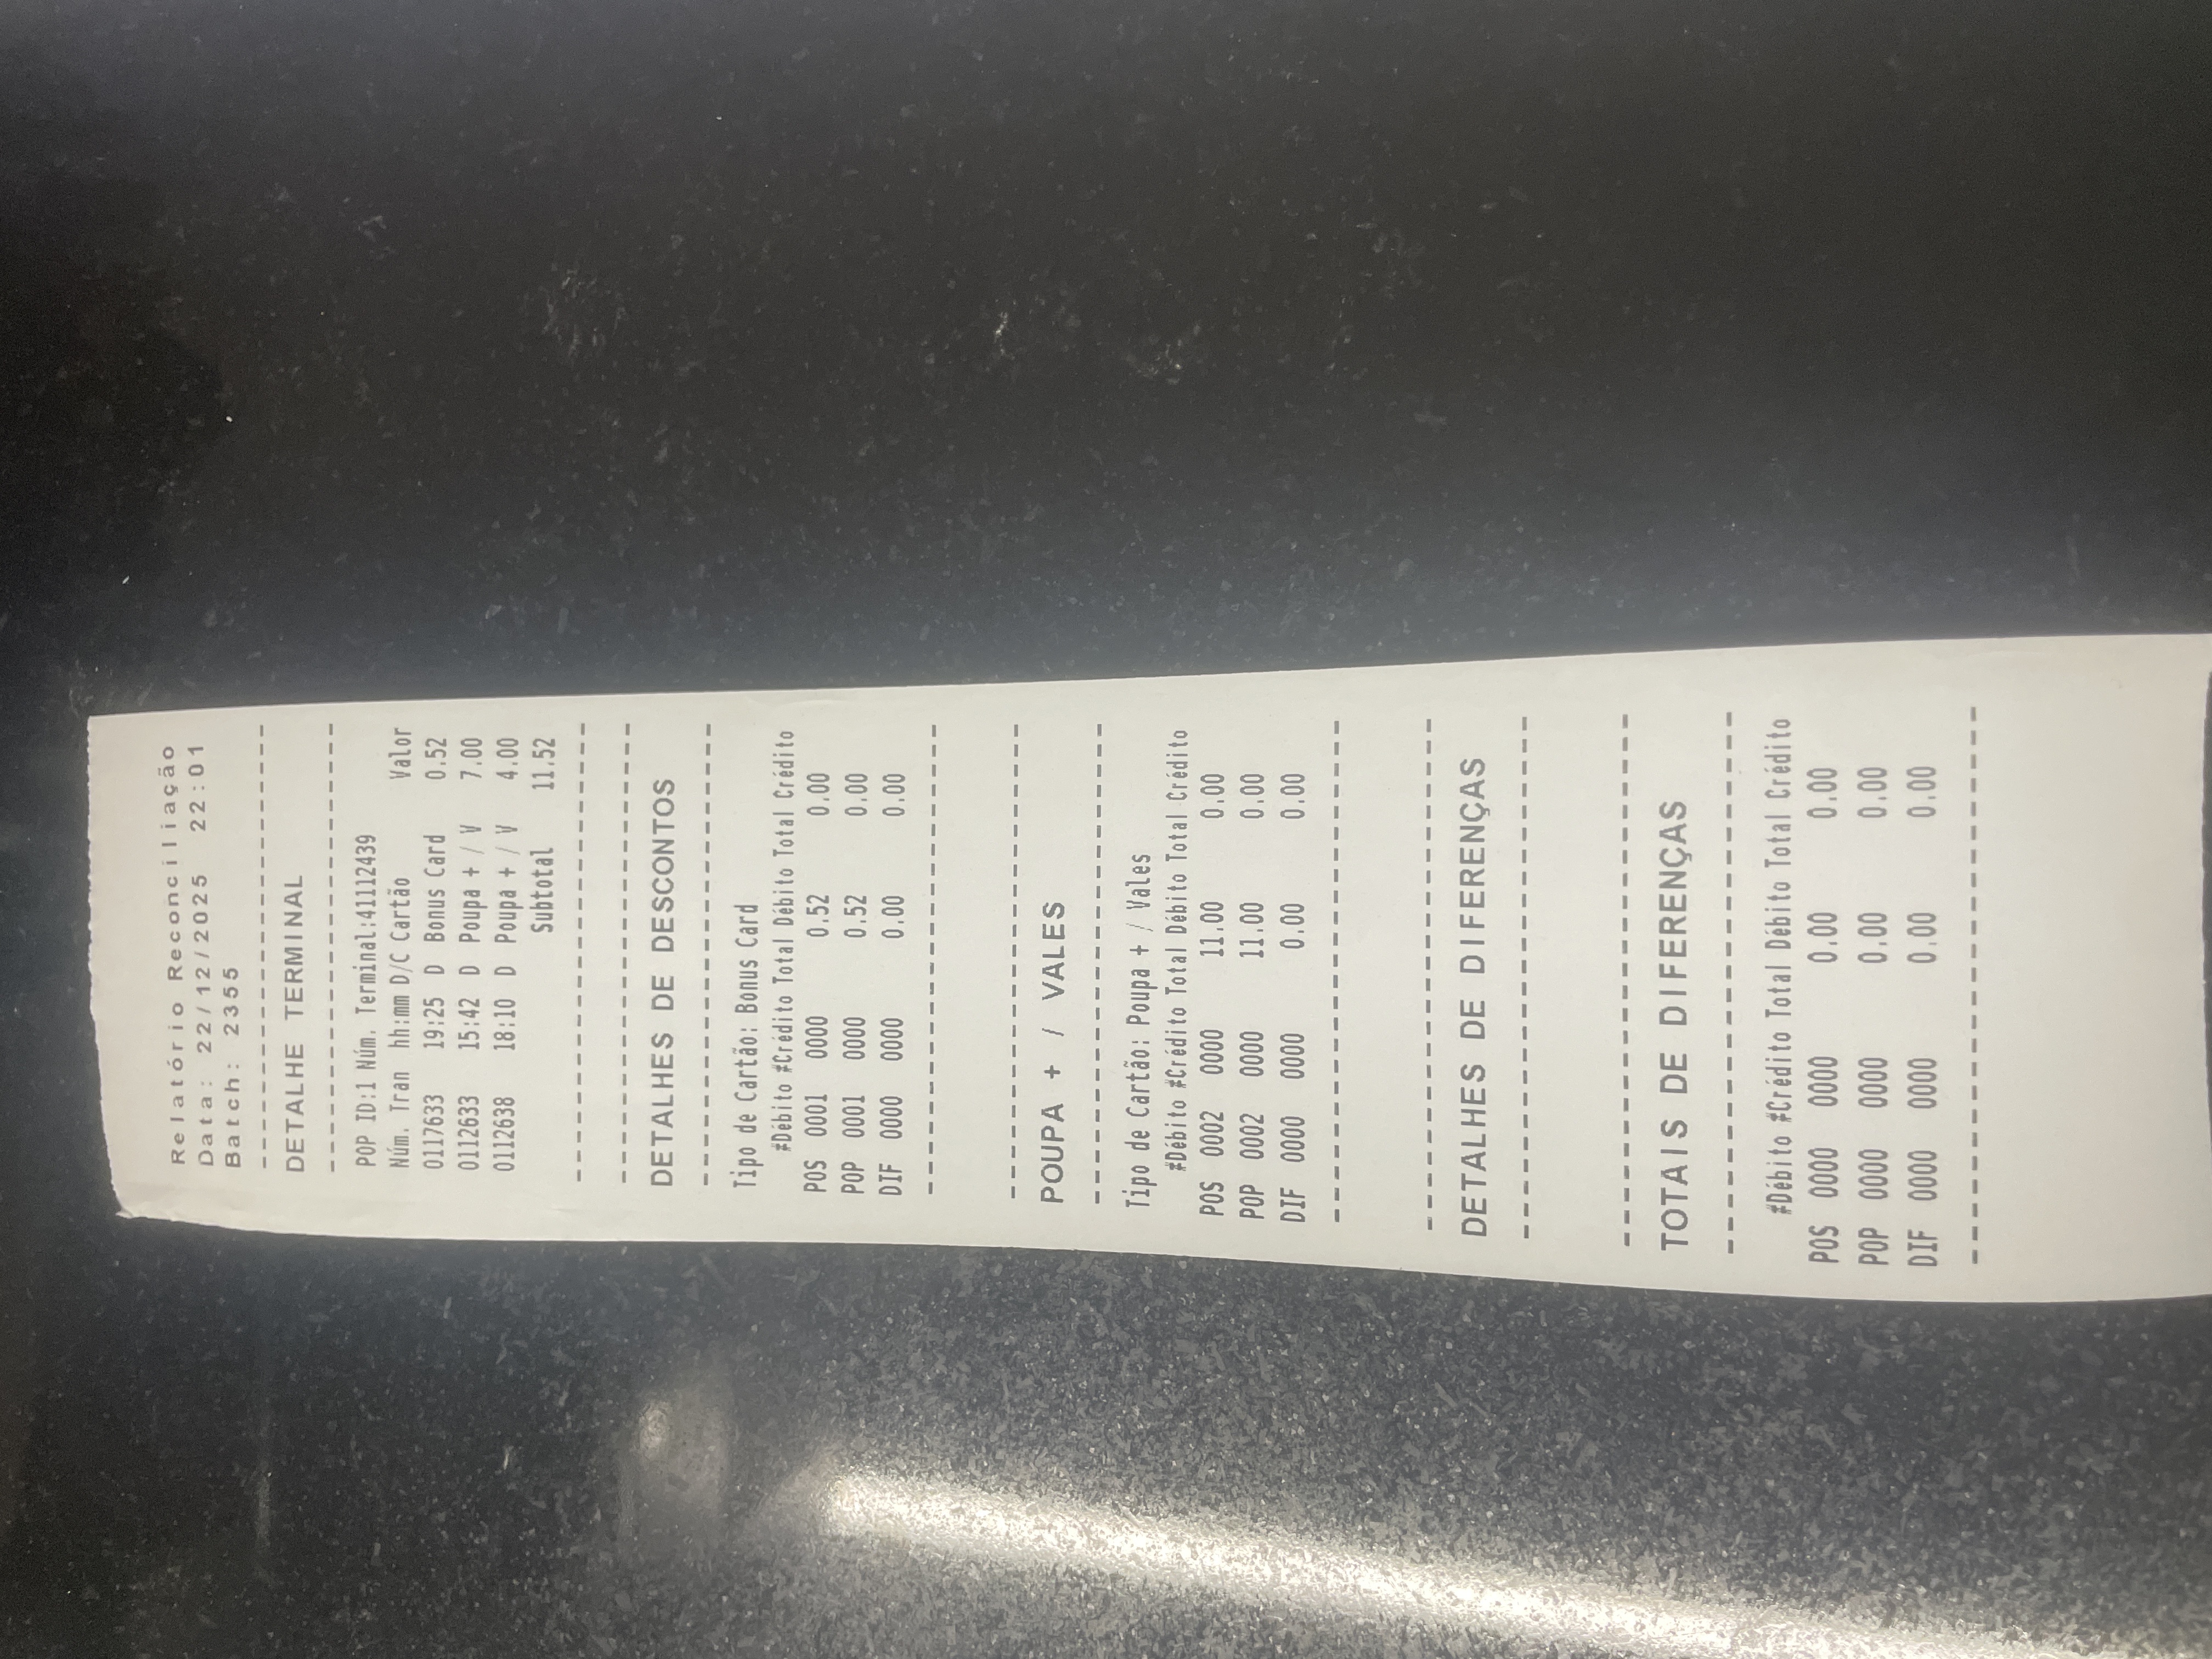 Relatório Reconciliação
Data: 22/12/2025 22:01
Batch: 2355
--------------------------------
DETALHE TERMINAL
--------------------------------
POP ID:1 Núm. Terminal:41112439
Núm. Tran hh:mm D/C Cartão Valor
0117633 19:25 D Bonus Card 0.52
0112633 15:42 D Poupa + / V 7.00
0112638 18:10 D Poupa + / V 4.00
Subtotal 11.52
--------------------------------
--------------------------------
DETALHES DE DESCONTOS
--------------------------------
Tipo de Cartão: Bonus Card
#Débito #Crédito Total Débito Total Crédito
POS 0001 0000 0.52 0.00
POP 0001 0000 0.52 0.00
DIF 0000 0000 0.00 0.00
--------------------------------
--------------------------------
POUPA + / VALES
--------------------------------
Tipo de Cartão: Poupa + / Vales
#Débito #Crédito Total Débito Total Crédito
POS 0002 0000 11.00 0.00
POP 0002 0000 11.00 0.00
DIF 0000 0000 0.00 0.00
--------------------------------
--------------------------------
DETALHES DE DIFERENÇAS
--------------------------------
--------------------------------
TOTAIS DE DIFERENÇAS
--------------------------------
#Débito #Crédito Total Débito Total Crédito
POS 0000 0000 0.00 0.00
POP 0000 0000 0.00 0.00
DIF 0000 0000 0.00 0.00
--------------------------------